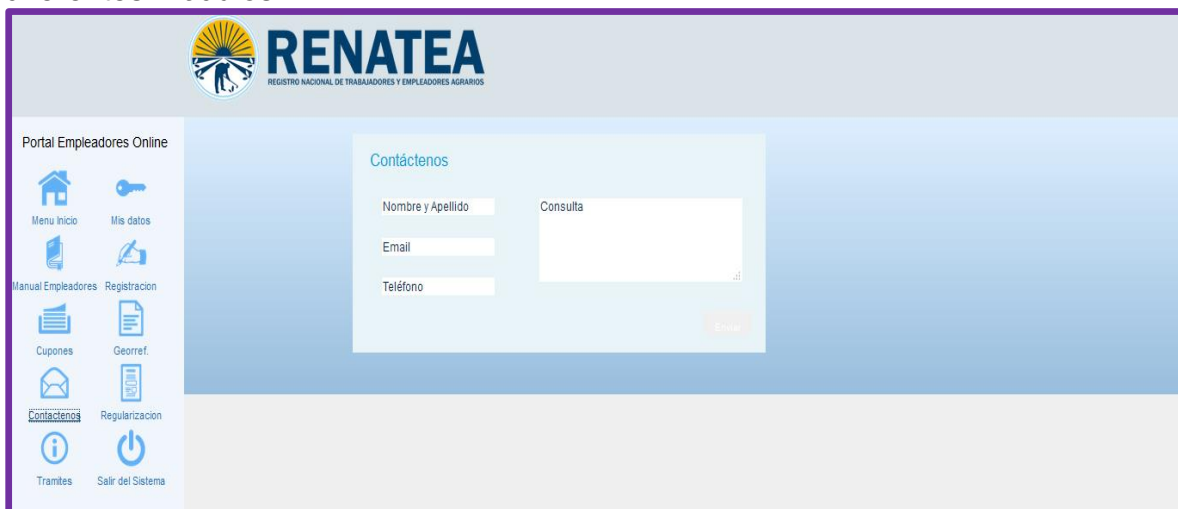 RENATEA
REGISTRO NACIONAL DE TRABAJADORES Y EMPLEADORES AGRARIOS
Portal Empleadores Online
Menu Inicio
Mis datos
Manual Empleadores
Registracion
Cupones
Georref.
Contactenos
Regularizacion
Tramites
Salir del Sistema
Contáctenos
Nombre y Apellido
Consulta
Email
Teléfono
Enviar